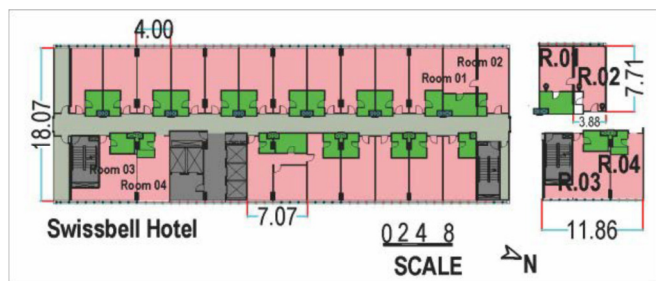 4.00
Room 02
Room 01
18.07
Room 03
Room 04
7.07
Swissbell Hotel
0 2 4 8
SCALE
N
R.0
R.02
7.71
3.88
R.03
R.04
11.86